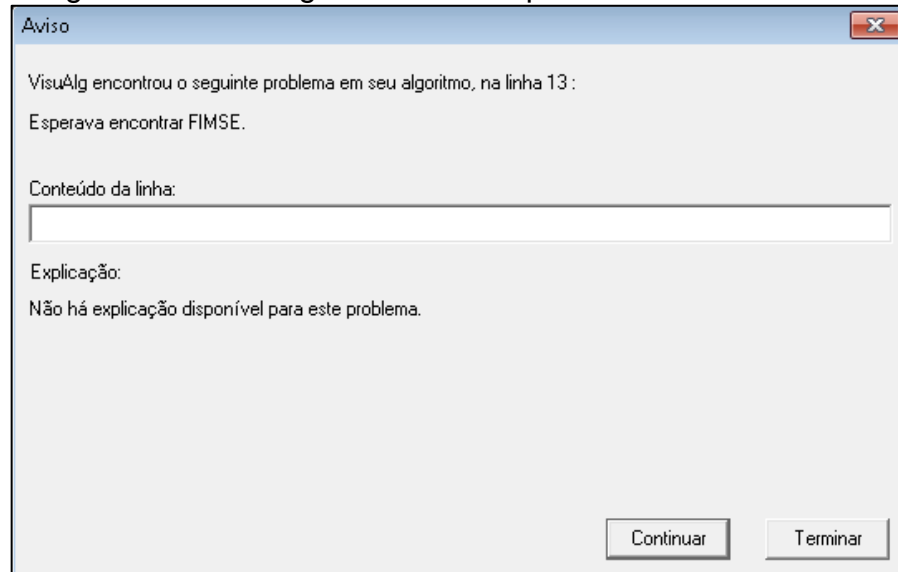 Aviso
VisuAlg encontrou o seguinte problema em seu algoritmo, na linha 13 :
Esperava encontrar FIMSE.
Conteúdo da linha:
Explicação:
Não há explicação disponível para este problema.
Continuar Terminar